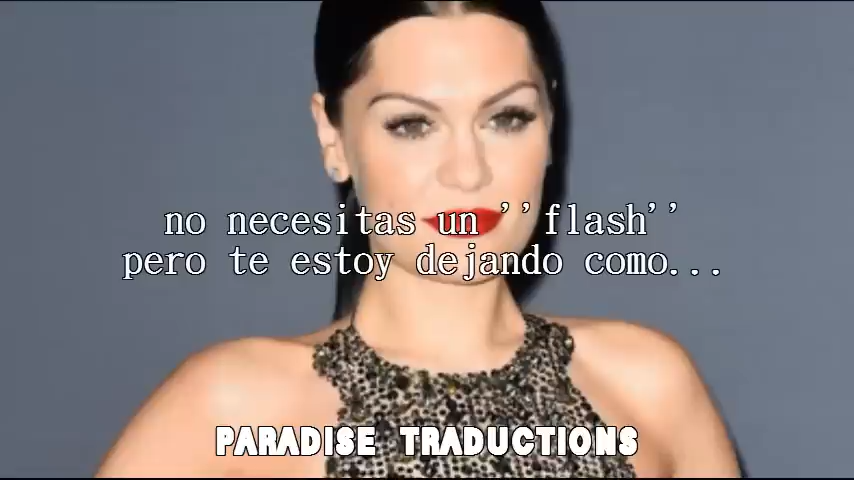 no necesitas un ''flash''
pero te estoy dejando como...
PARADISE TRADUCTIONS